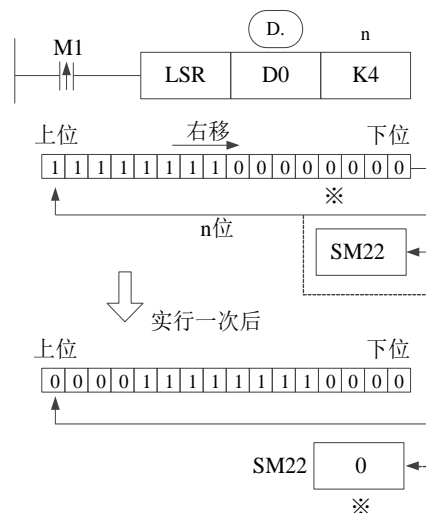 D.
n
M1
LSR D0 K4
上位 右移 下位
1 1 1 1 1 1 1 1 0 0 0 0 0 0 0 0
※
n位
SM22
实行一次后
上位 下位
0 0 0 0 1 1 1 1 1 1 1 1 0 0 0 0
SM22 0
※